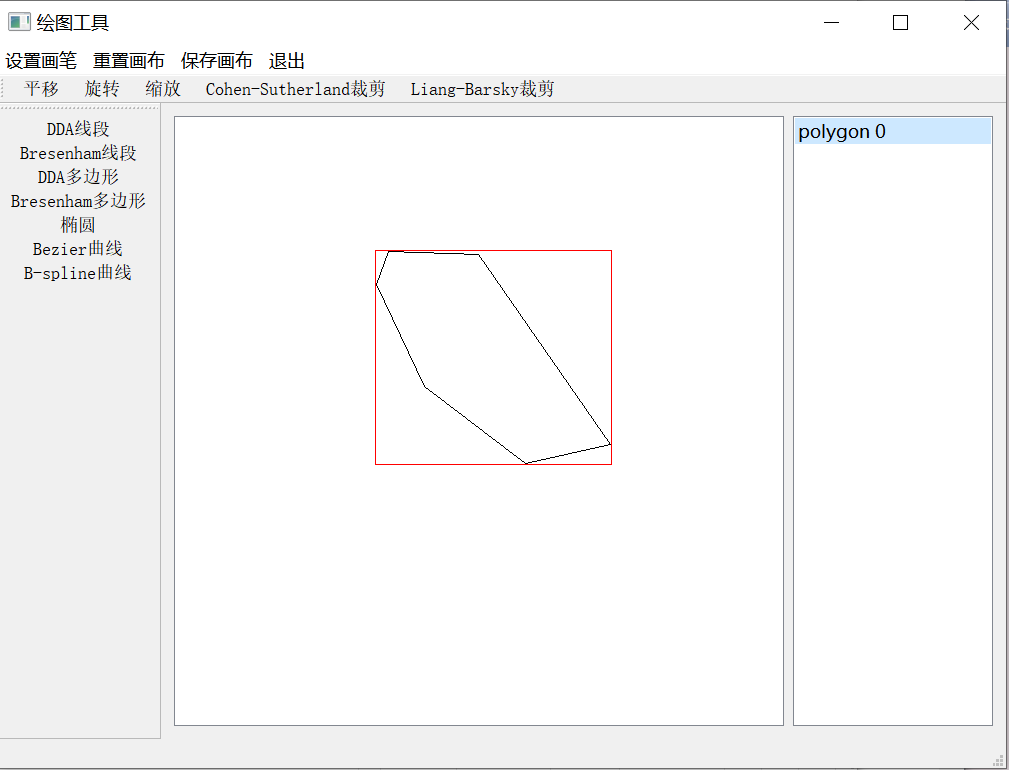 绘图工具
设置画笔 重置画布 保存画布 退出
平移 旋转 缩放 Cohen-Sutherland裁剪 Liang-Barsky裁剪
DDA线段
Bresenham线段
DDA多边形
Bresenham多边形
椭圆
Bezier曲线
B-spline曲线
polygon 0